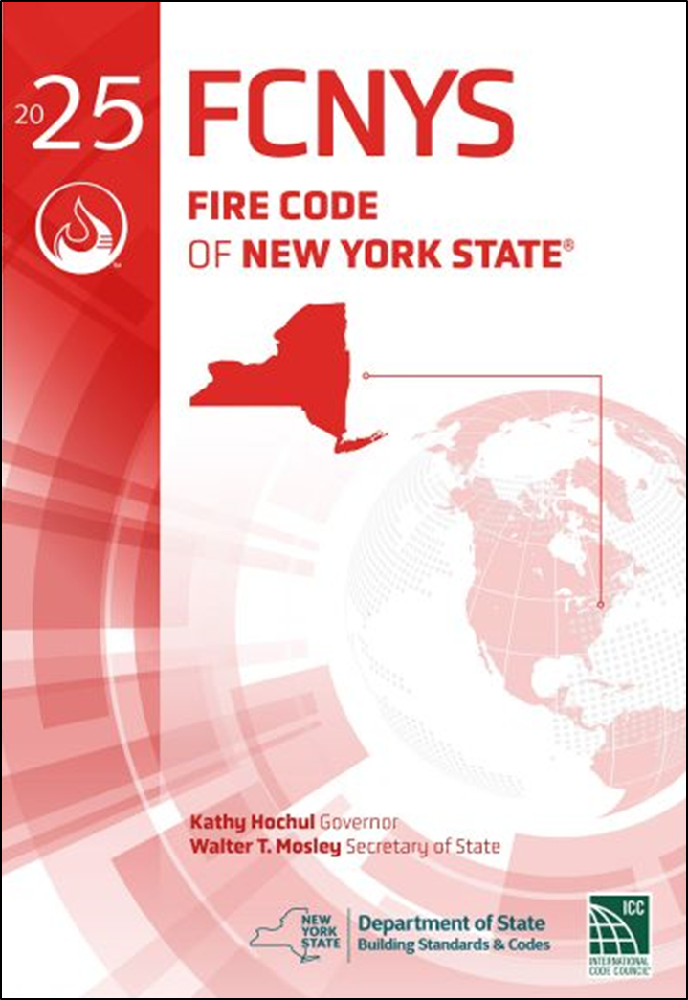 2025 FCNYS
FIRE CODE
OF NEW YORK STATE®
Kathy Hochul Governor
Walter T. Mosley Secretary of State
NEW
YORK
STATE
Department of State
Building Standards & Codes
ICC
INTERNATIONAL
CODE COUNCIL®